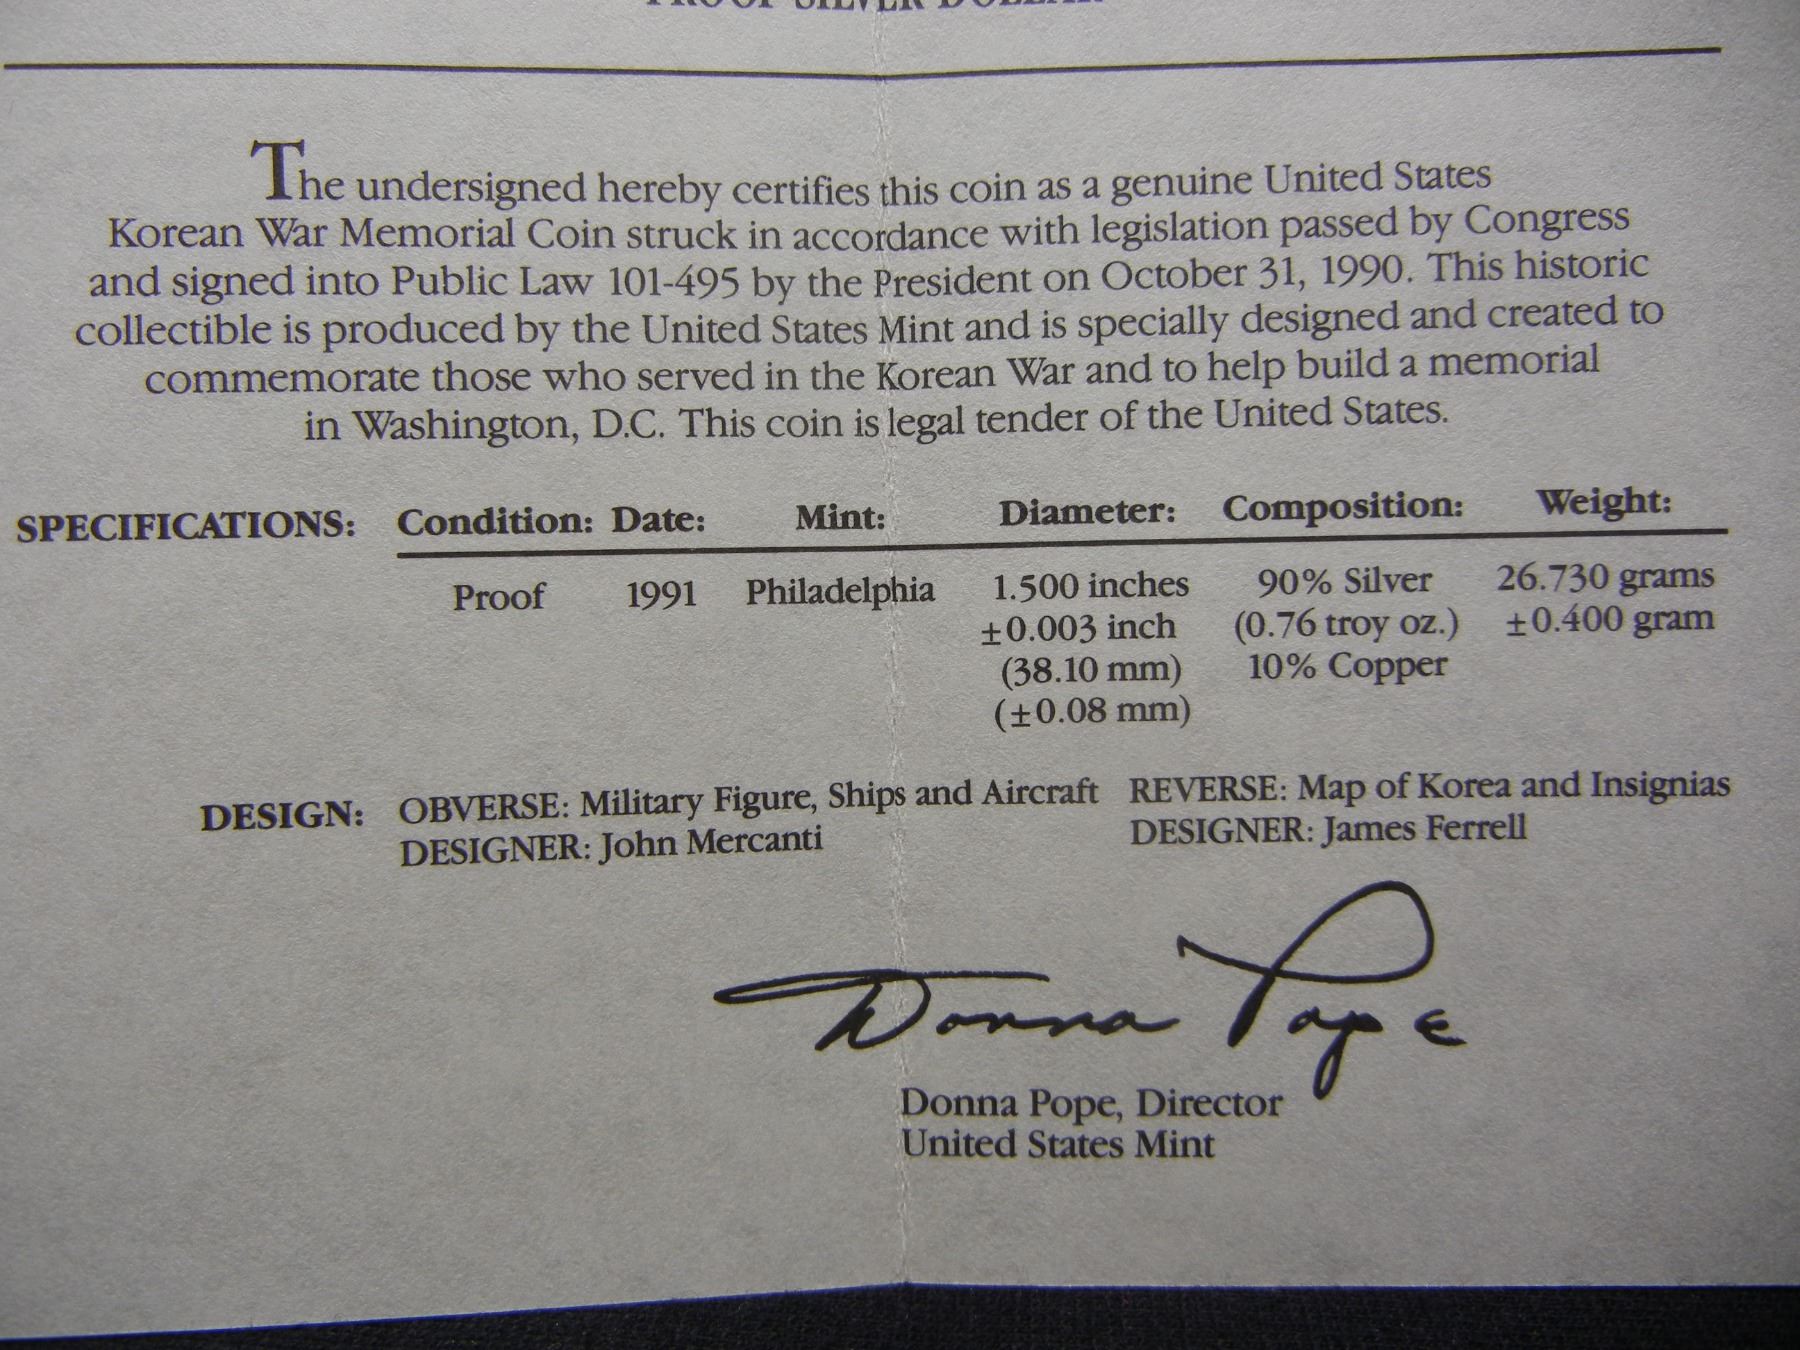 PROOF SILVER DOLLAR
The undersigned hereby certifies this coin as a genuine United States
Korean War Memorial Coin struck in accordance with legislation passed by Congress
and signed into Public Law 101-495 by the President on October 31, 1990. This historic
collectible is produced by the United States Mint and is specially designed and created to
commemorate those who served in the Korean War and to help build a memorial
in Washington, D.C. This coin is legal tender of the United States.
SPECIFICATIONS: Condition: Date: Mint: Diameter: Composition: Weight:
Proof 1991 Philadelphia 1.500 inches 90% Silver 26.730 grams
±0.003 inch (0.76 troy oz.) ±0.400 gram
(38.10 mm) 10% Copper
(±0.08 mm)
DESIGN: OBVERSE: Military Figure, Ships and Aircraft REVERSE: Map of Korea and Insignias
DESIGNER: John Mercanti DESIGNER: James Ferrell
Donna Pope
Donna Pope, Director
United States Mint